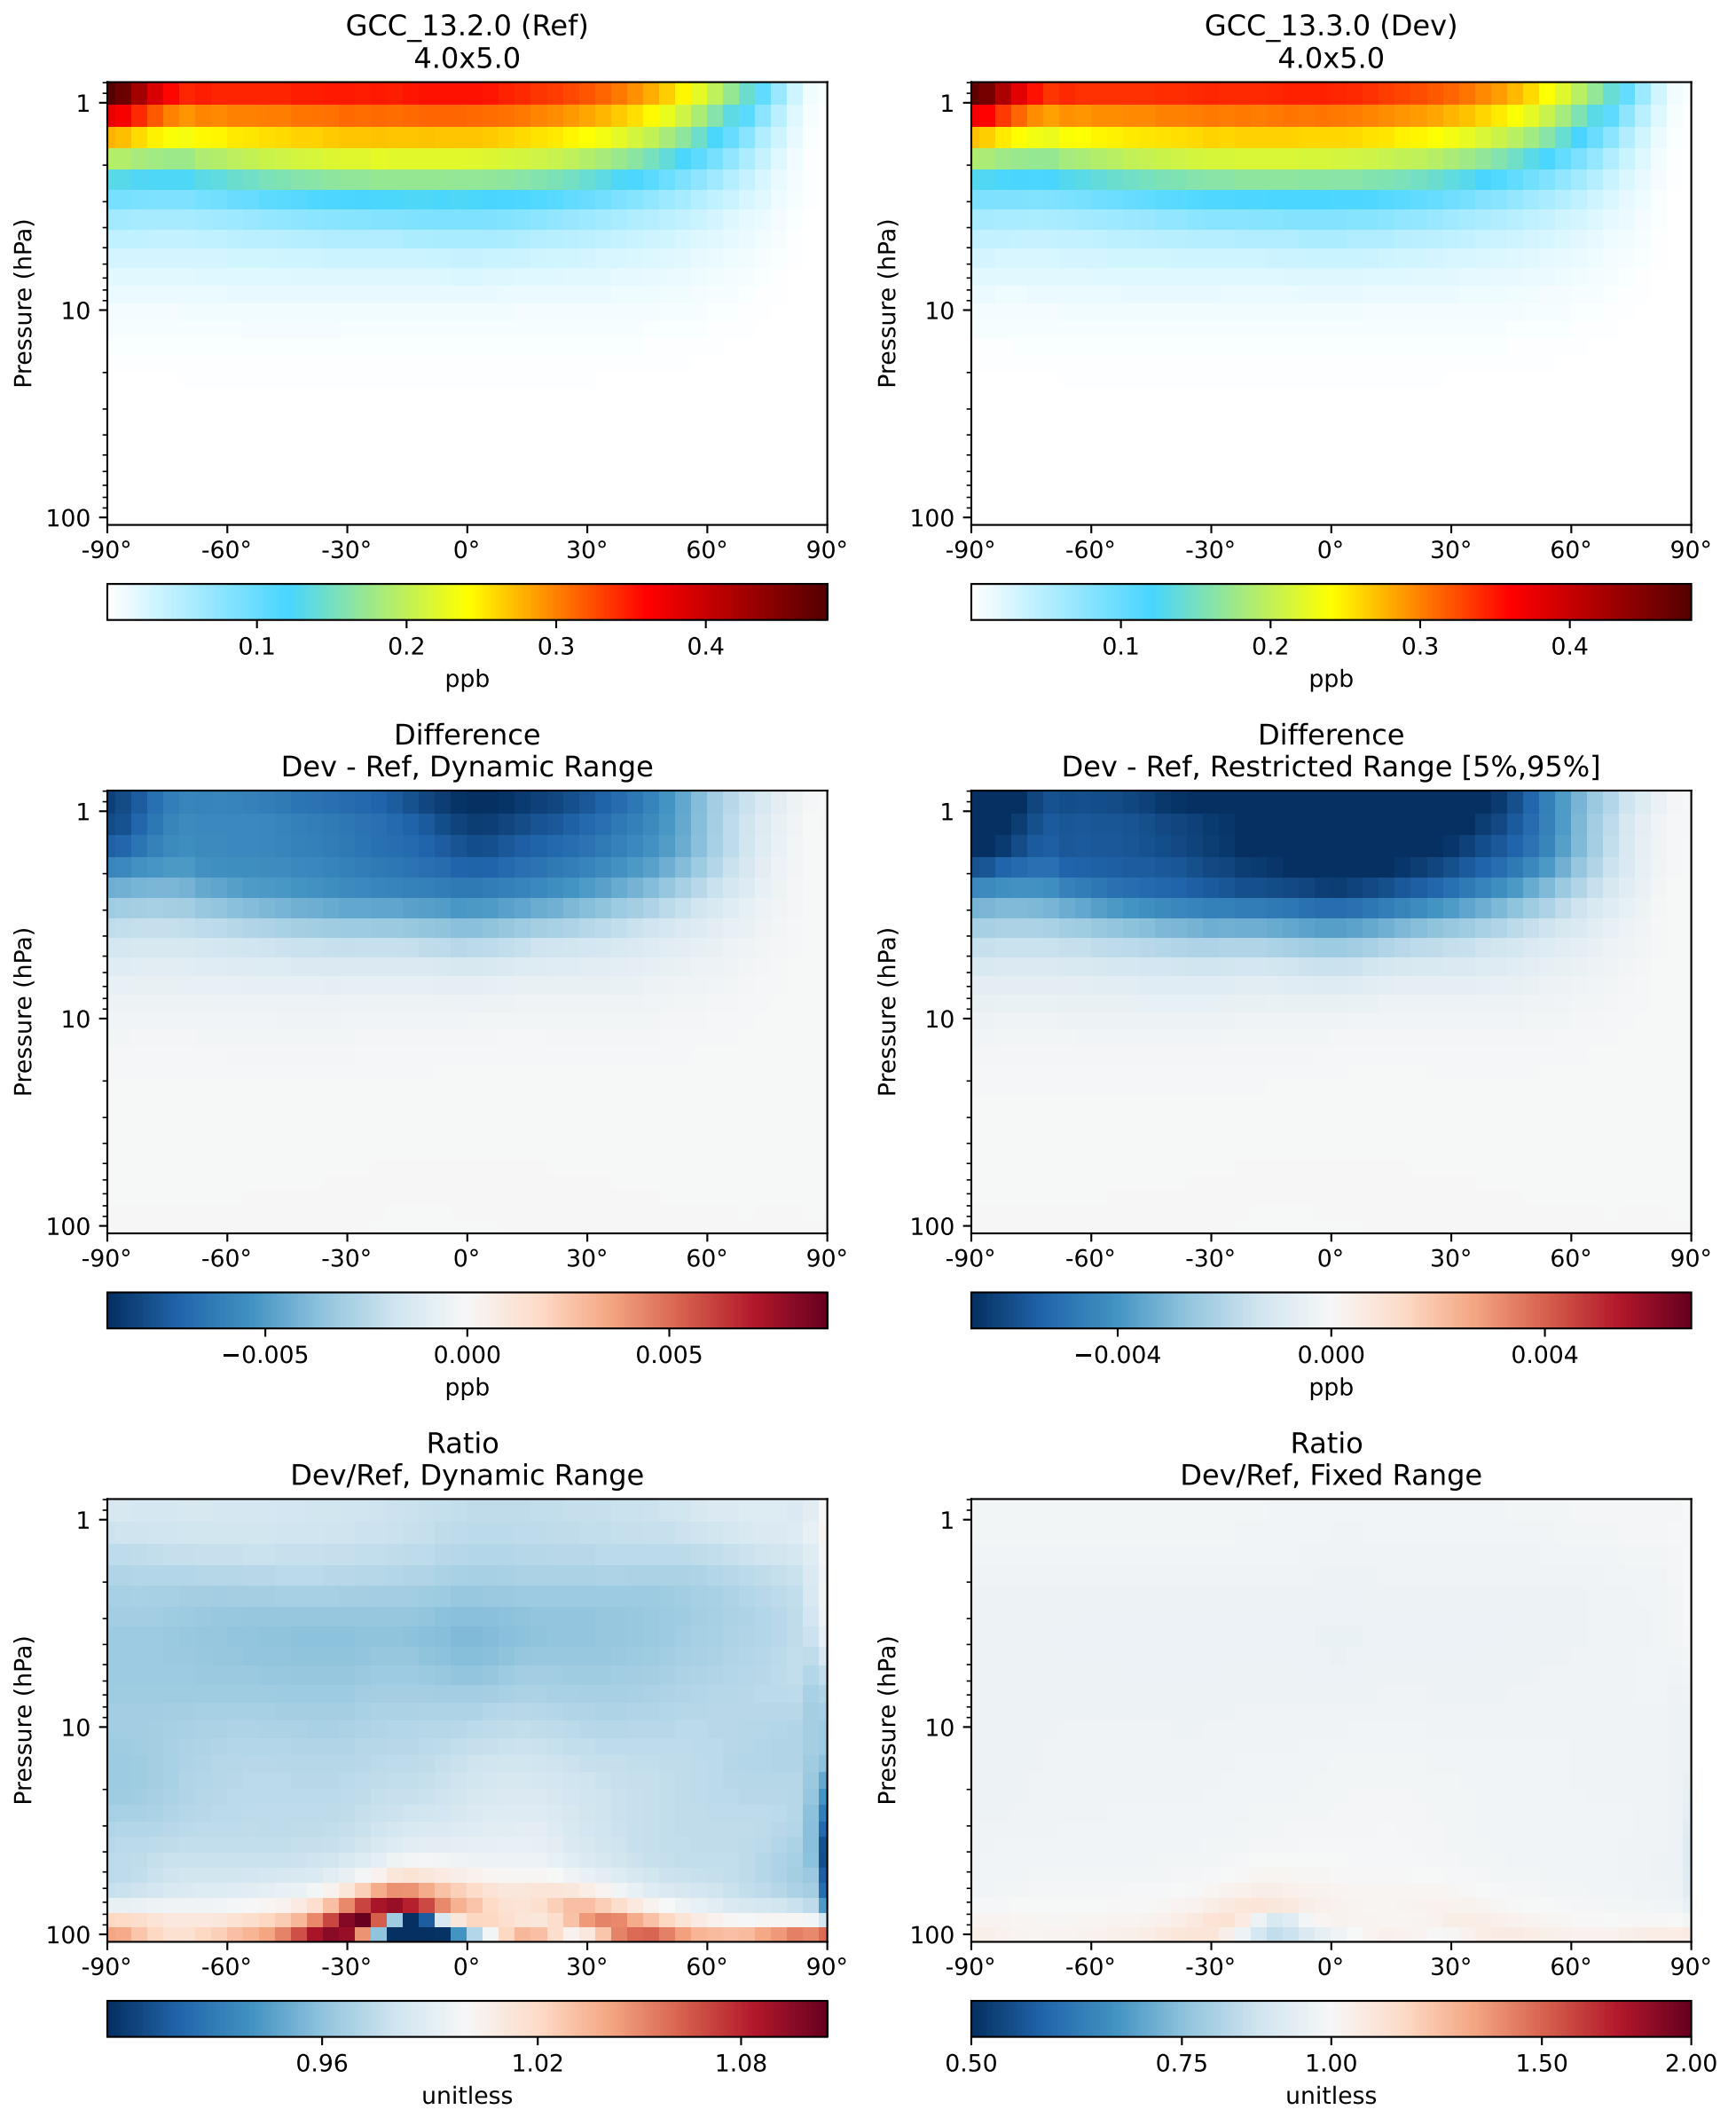 GCC_13.2.0 (Ref)
4.0x5.0
Pressure (hPa)
1
10
100
-90° -60° -30° 0° 30° 60° 90°
0.1 0.2 0.3 0.4
ppb
GCC_13.3.0 (Dev)
4.0x5.0
Pressure (hPa)
1
10
100
-90° -60° -30° 0° 30° 60° 90°
0.1 0.2 0.3 0.4
ppb
Difference
Dev - Ref, Dynamic Range
Pressure (hPa)
1
10
100
-90° -60° -30° 0° 30° 60° 90°
−0.005 0.000 0.005
ppb
Difference
Dev - Ref, Restricted Range [5%,95%]
Pressure (hPa)
1
10
100
-90° -60° -30° 0° 30° 60° 90°
−0.004 0.000 0.004
ppb
Ratio
Dev/Ref, Dynamic Range
Pressure (hPa)
1
10
100
-90° -60° -30° 0° 30° 60° 90°
0.96 1.02 1.08
unitless
Ratio
Dev/Ref, Fixed Range
Pressure (hPa)
1
10
100
-90° -60° -30° 0° 30° 60° 90°
0.50 0.75 1.00 1.50 2.00
unitless